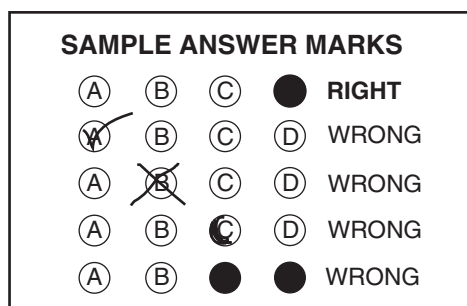 SAMPLE ANSWER MARKS
A B C RIGHT
A B C D WRONG
A B C D WRONG
A B C D WRONG
A B WRONG